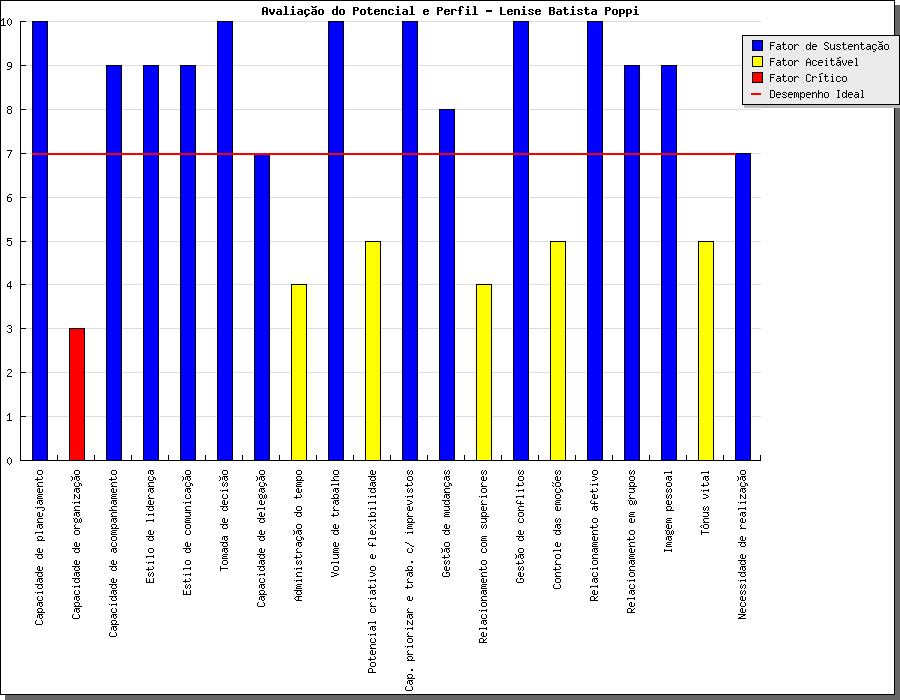 Avaliação do Potencial e Perfil - Lenise Batista Poppi
10
9
8
7
6
5
4
3
2
1
0
Fator de Sustentação
Fator Aceitável
Fator Crítico
Desempenho Ideal
Capacidade de planejamento
Capacidade de organização
Capacidade de acompanhamento
Estilo de liderança
Estilo de comunicação
Tomada de decisão
Capacidade de delegação
Administração do tempo
Volume de trabalho
Potencial criativo e flexibilidade
Cap. priorizar e trab. c/ imprevistos
Gestão de mudanças
Relacionamento com superiores
Gestão de conflitos
Controle das emoções
Relacionamento afetivo
Relacionamento em grupos
Imagem pessoal
Tônus vital
Necessidade de realização